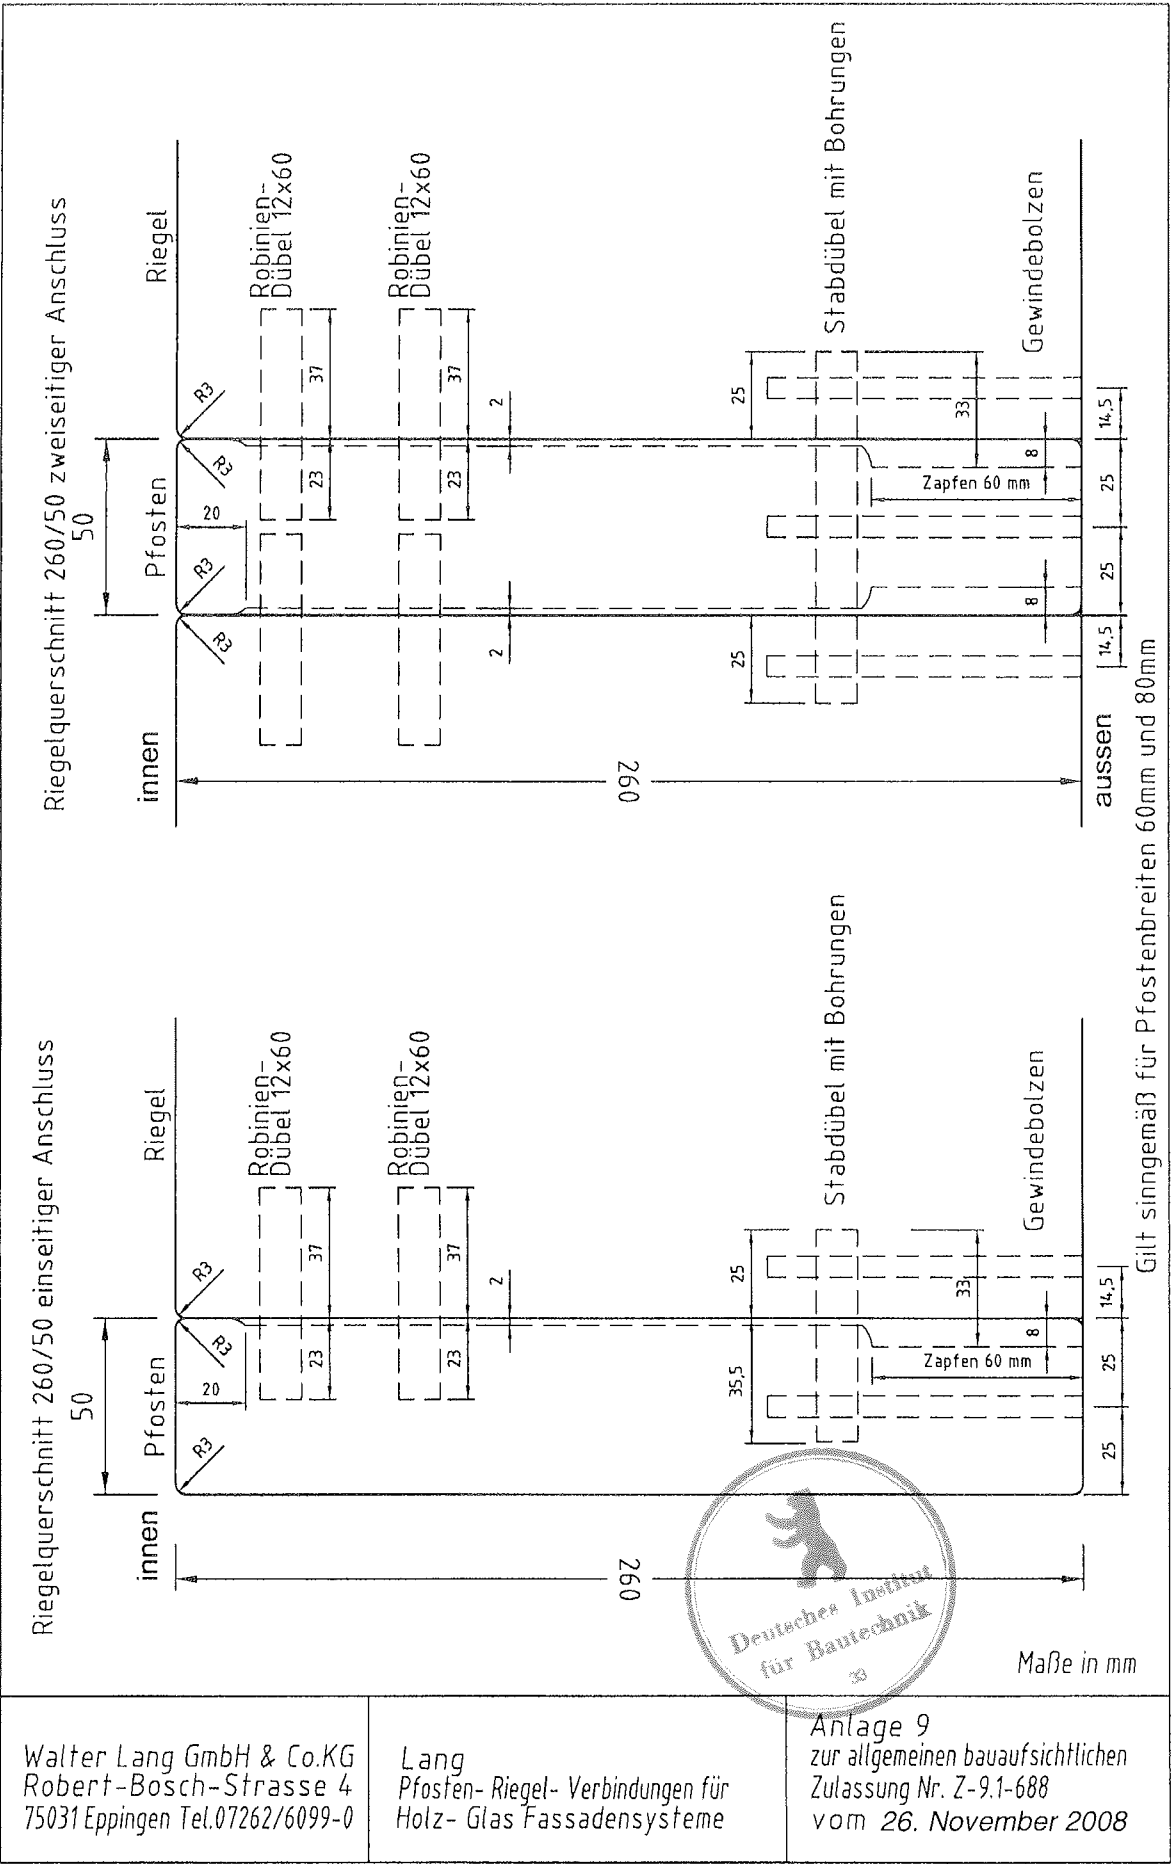 Riegelquerschnitt 260/50 einseitiger Anschluss
50
innen
Pfosten
Riegel
R3
R3
R3
20
Robinien-
Dübel 12x60
23
37
Robinien-
Dübel 12x60
23
37
2
260
35,5
25
Stabdübel mit Bohrungen
33
Zapfen 60 mm
8
Gewindebolzen
25
25
14,5
Riegelquerschnitt 260/50 zweiseitiger Anschluss
50
innen
Pfosten
Riegel
R3
R3
R3
R3
20
Robinien-
Dübel 12x60
23
37
Robinien-
Dübel 12x60
23
37
2
2
260
25
25
Stabdübel mit Bohrungen
33
Zapfen 60 mm
8
8
Gewindebolzen
aussen
14,5
25
25
14,5
Gilt sinngemäß für Pfostenbreiten 60mm und 80mm
Deutsches Institut
für Bautechnik
39
Maße in mm
Walter Lang GmbH & Co.KG
Robert-Bosch-Strasse 4
75031 Eppingen Tel.07262/6099-0
Lang
Pfosten- Riegel- Verbindungen für
Holz- Glas Fassadensysteme
Anlage 9
zur allgemeinen bauaufsichtlichen
Zulassung Nr. Z-9.1-688
vom 26. November 2008